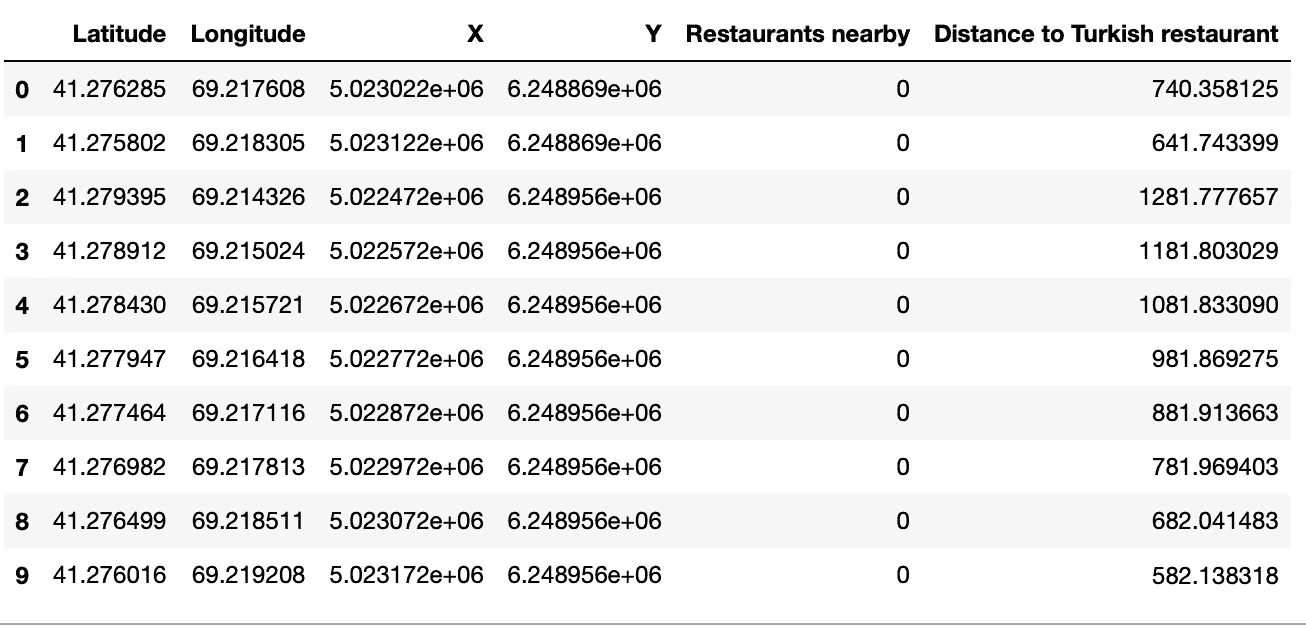 Latitude Longitude X Y Restaurants nearby Distance to Turkish restaurant
0 41.276285 69.217608 5.023022e+06 6.248869e+06 0 740.358125
1 41.275802 69.218305 5.023122e+06 6.248869e+06 0 641.743399
2 41.279395 69.214326 5.022472e+06 6.248956e+06 0 1281.777657
3 41.278912 69.215024 5.022572e+06 6.248956e+06 0 1181.803029
4 41.278430 69.215721 5.022672e+06 6.248956e+06 0 1081.833090
5 41.277947 69.216418 5.022772e+06 6.248956e+06 0 981.869275
6 41.277464 69.217116 5.022872e+06 6.248956e+06 0 881.913663
7 41.276982 69.217813 5.022972e+06 6.248956e+06 0 781.969403
8 41.276499 69.218511 5.023072e+06 6.248956e+06 0 682.041483
9 41.276016 69.219208 5.023172e+06 6.248956e+06 0 582.138318